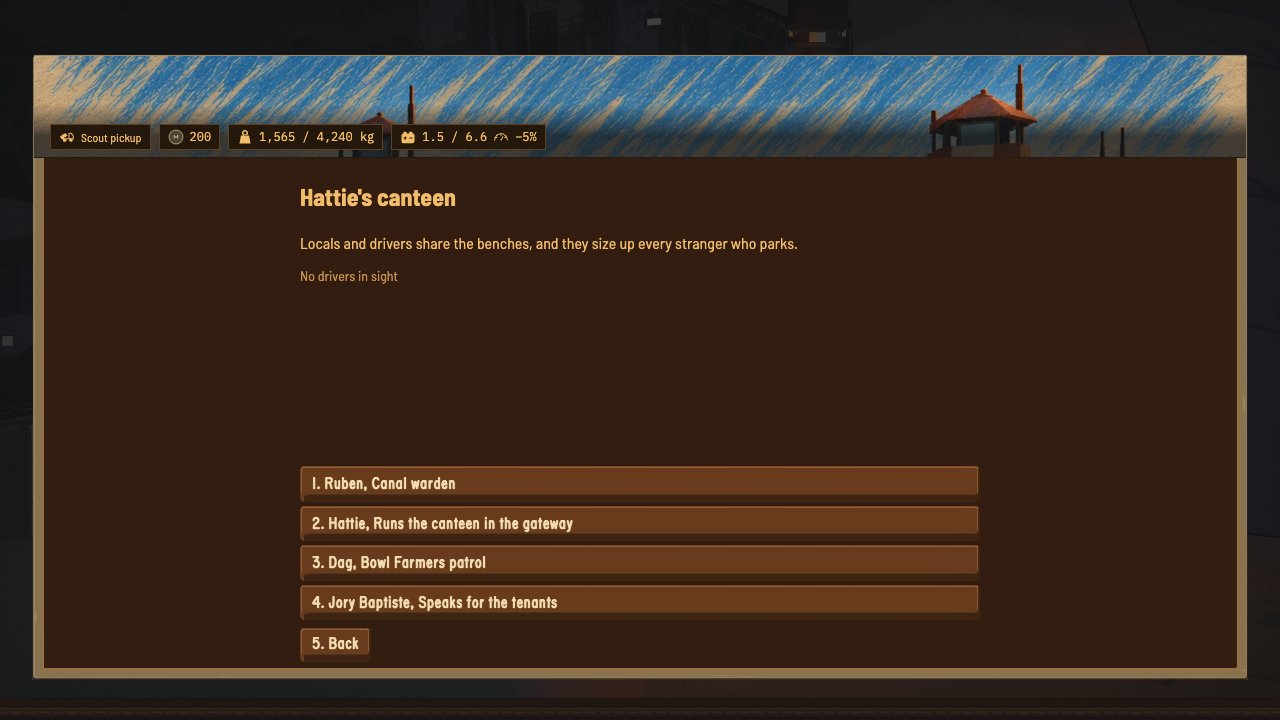 Scout pickup
200
1,565 / 4,240 kg
1.5 / 6.6 −5%
Hattie's canteen
Locals and drivers share the benches, and they size up every stranger who parks.
No drivers in sight
1. Ruben, Canal warden
2. Hattie, Runs the canteen in the gateway
3. Dag, Bowl Farmers patrol
4. Jory Baptiste, Speaks for the tenants
5. Back